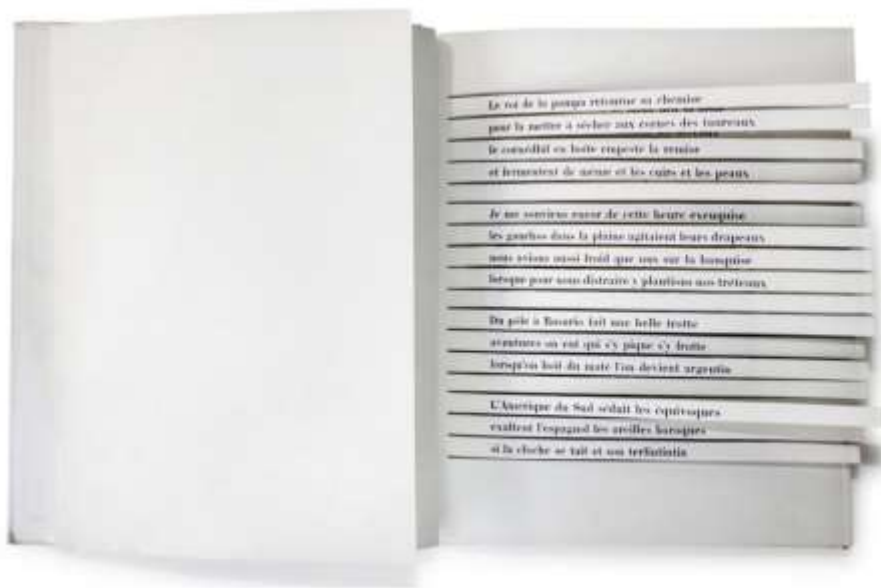 Le roi de la pampa retourne sa chemise
pour la mettre à sécher aux cornes des taureaux
le cornédbîf en boîte empeste la remise
et fermentent de même et les cuirs et les peaux
Je me souviens encor de cette heure exeuquise
les gauchos dans la plaine agitaient leurs drapeaux
nous avions aussi froid que nus sur la banquise
lorsque pour nous distraire y plantions nos tréteaux
Du pôle à Rosario fait une belle trotte
aventures on eut qui s'y pique s'y frotte
lorsqu'on boit du maté l'on devient argentin
L'Amérique du Sud séduit les équivoques
exaltent l'espagnol les oreilles baroques
si la cloche se tait et son terlintintin